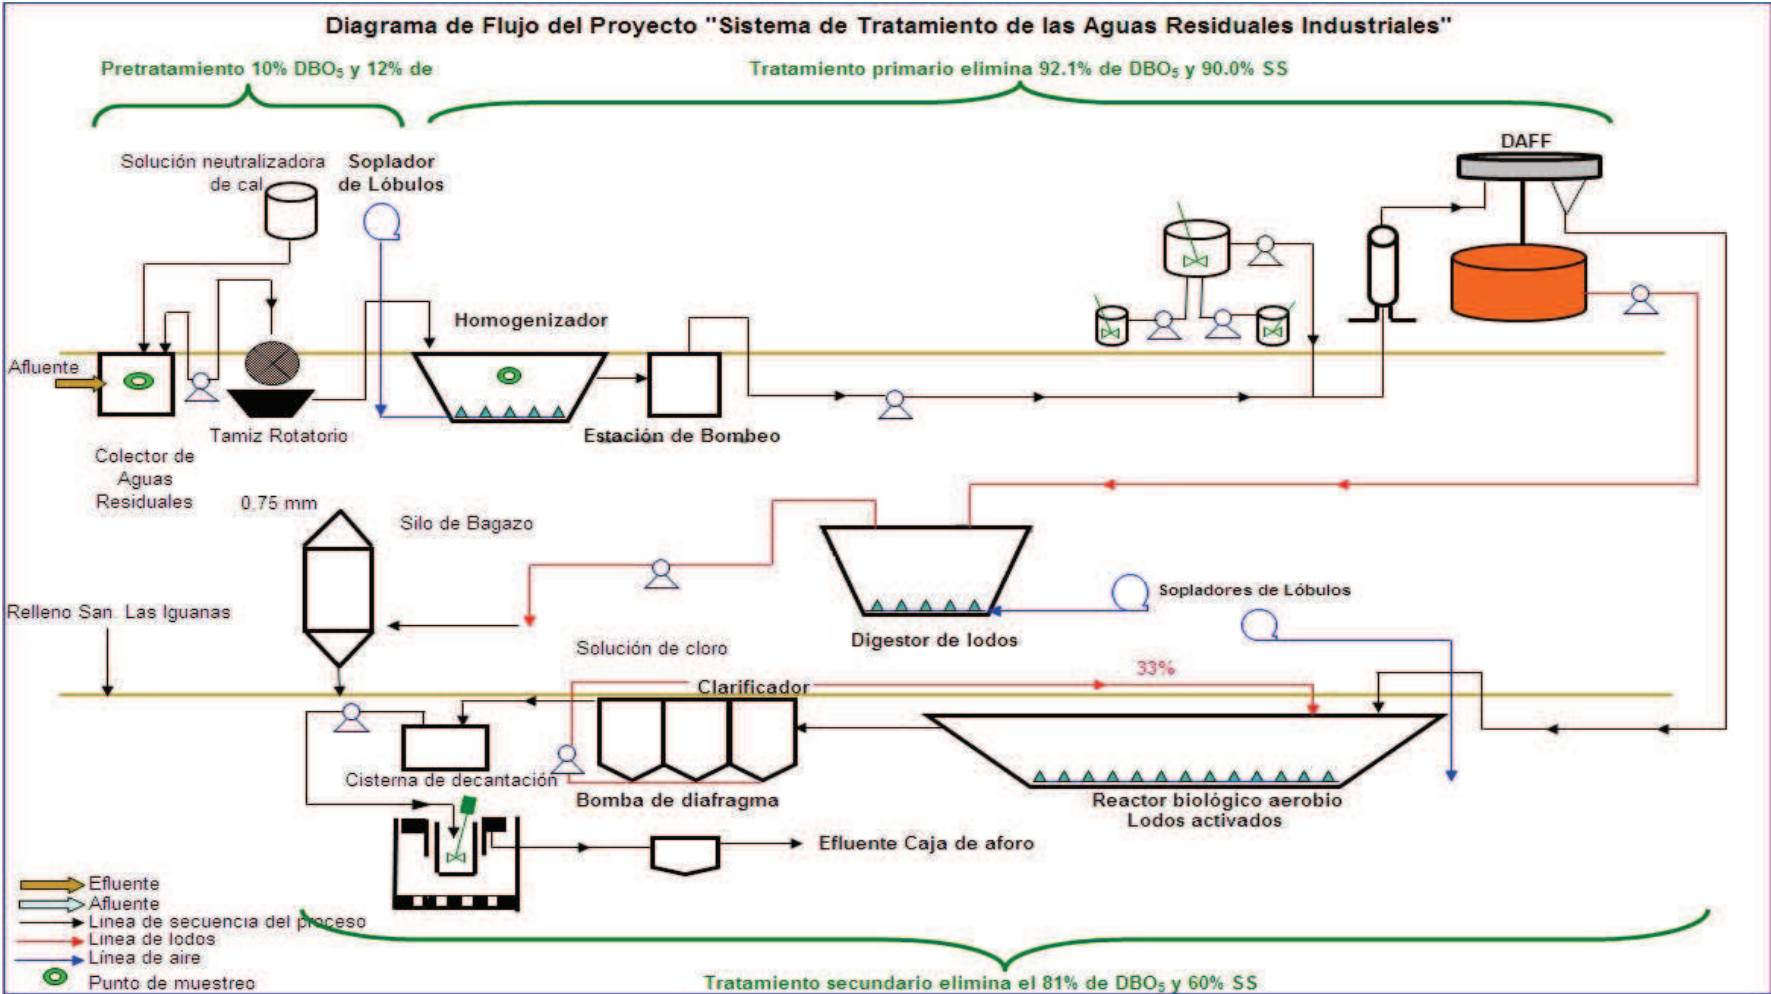 Diagrama de Flujo del Proyecto "Sistema de Tratamiento de las Aguas Residuales Industriales"
Pretratamiento 10% DBO₅ y 12% de
Tratamiento primario elimina 92.1% de DBO₅ y 90.0% SS
Solución neutralizadora
de cal
Soplador
de Lóbulos
DAFF
Homogenizador
Afluente
Tamiz Rotatorio
Estación de Bombeo
Colector de
Aguas
Residuales
0,75 mm
Silo de Bagazo
Relleno San. Las Iguanas
Sopladores de Lóbulos
Digestor de lodos
Solución de cloro
33%
Clarificador
Cisterna de decantación
Bomba de diafragma
Reactor biológico aerobio
Lodos activados
Efluente Caja de aforo
Efluente
Afluente
Línea de secuencia del proceso
Línea de lodos
Línea de aire
Punto de muestreo
Tratamiento secundario elimina el 81% de DBO₅ y 60% SS